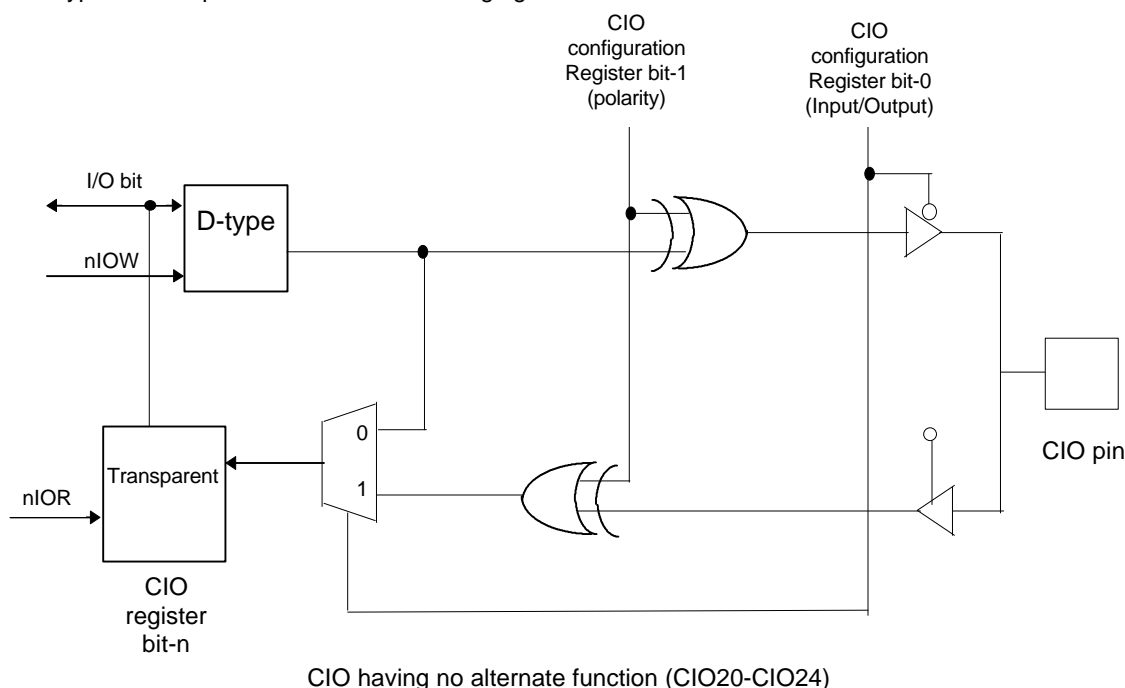 CIO
configuration
Register bit-1
(polarity)
CIO
configuration
Register bit-0
(Input/Output)
I/O bit
D-type
nIOW
0
1
Transparent
nIOR
CIO pin
CIO
register
bit-n
CIO having no alternate function (CIO20-CIO24)